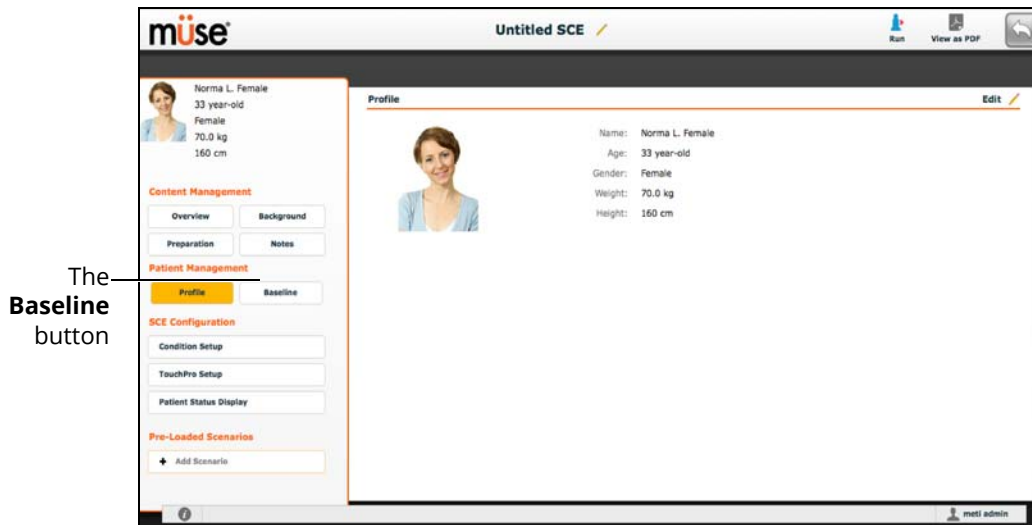 müse
Untitled SCE
Run
View as PDF
Norma L. Female
33 year-old
Female
70.0 kg
160 cm
Content Management
Overview
Background
Preparation
Notes
Patient Management
Profile
Baseline
SCE Configuration
Condition Setup
TouchPro Setup
Patient Status Display
Pre-Loaded Scenarios
+ Add Scenario
Profile
Edit
Name: Norma L. Female
Age: 33 year-old
Gender: Female
Weight: 70.0 kg
Height: 160 cm
The
Baseline
button
meti admin